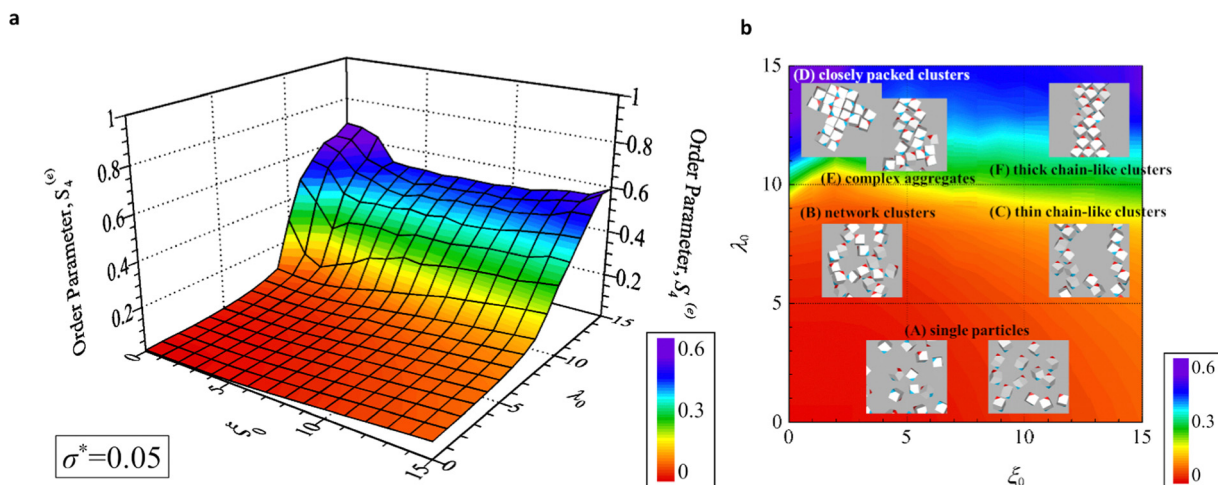 a
b
Order Parameter, S₄⁽ᵉ⁾
1
0.8
0.6
0.4
0.2
0
5
10
15
ξ₀
0
5
10
15
λ₀
1
0.8
0.6
0.4
0.2
Order Parameter, S₄⁽ᵉ⁾
σ*=0.05
0.6
0.3
0
15
10
5
0
λ₀
(D) closely packed clusters
(E) complex aggregates
(F) thick chain-like clusters
(B) network clusters
(C) thin chain-like clusters
(A) single particles
0
5
10
15
ξ₀
0.6
0.3
0